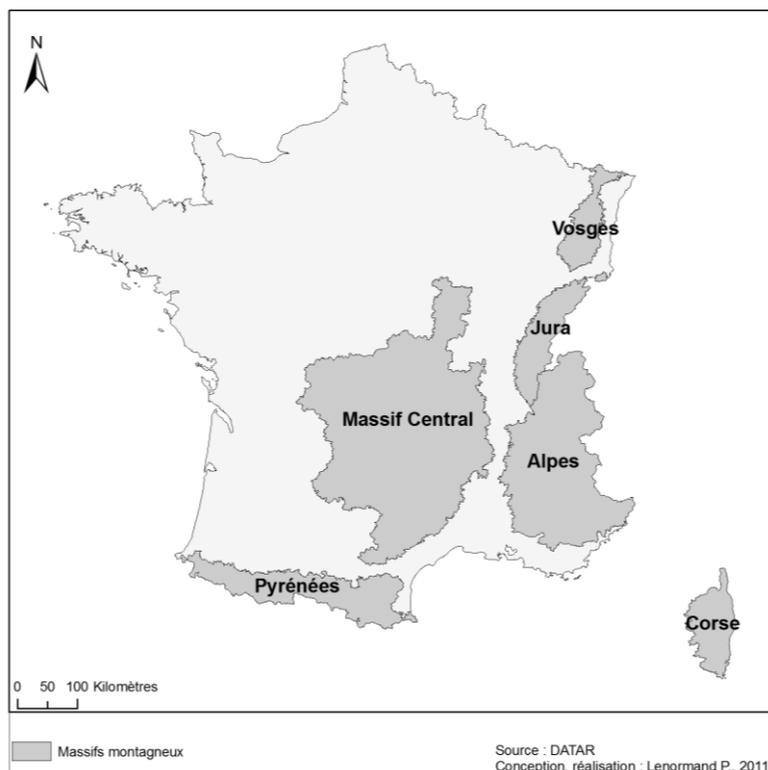 N
Vosges
Jura
Massif Central
Alpes
Pyrénées
Corse
0 50 100 Kilomètres
Massifs montagneux
Source : DATAR
Conception, réalisation : Lenormand P., 2011